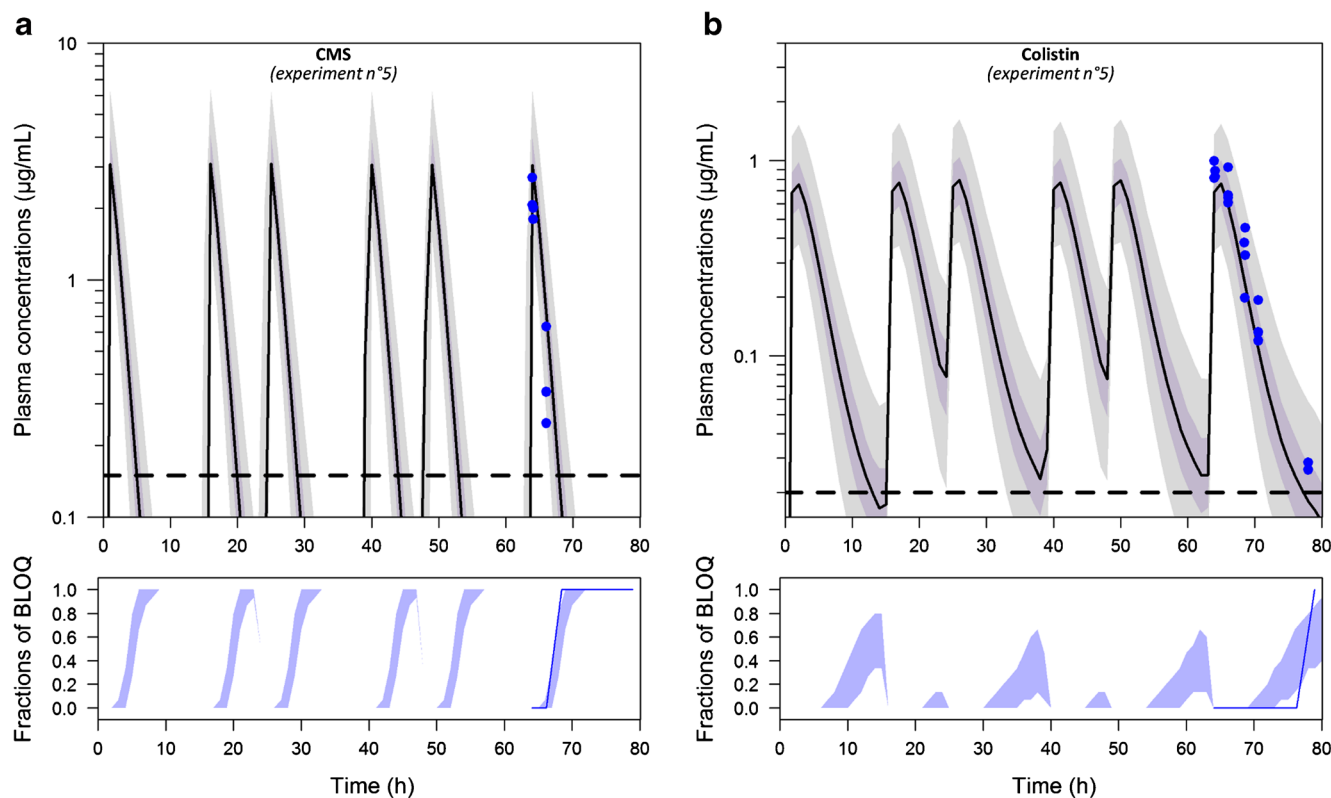 a
CMS
(experiment n°5)
Plasma concentrations (µg/mL)
10
1
0.1
0 10 20 30 40 50 60 70 80
Fractions of BLOQ
1.0
0.8
0.6
0.4
0.2
0.0
0 10 20 30 40 50 60 70 80
Time (h)
b
Colistin
(experiment n°5)
Plasma concentrations (µg/mL)
1
0.1
0 10 20 30 40 50 60 70 80
Fractions of BLOQ
1.0
0.8
0.6
0.4
0.2
0.0
0 10 20 30 40 50 60 70 80
Time (h)